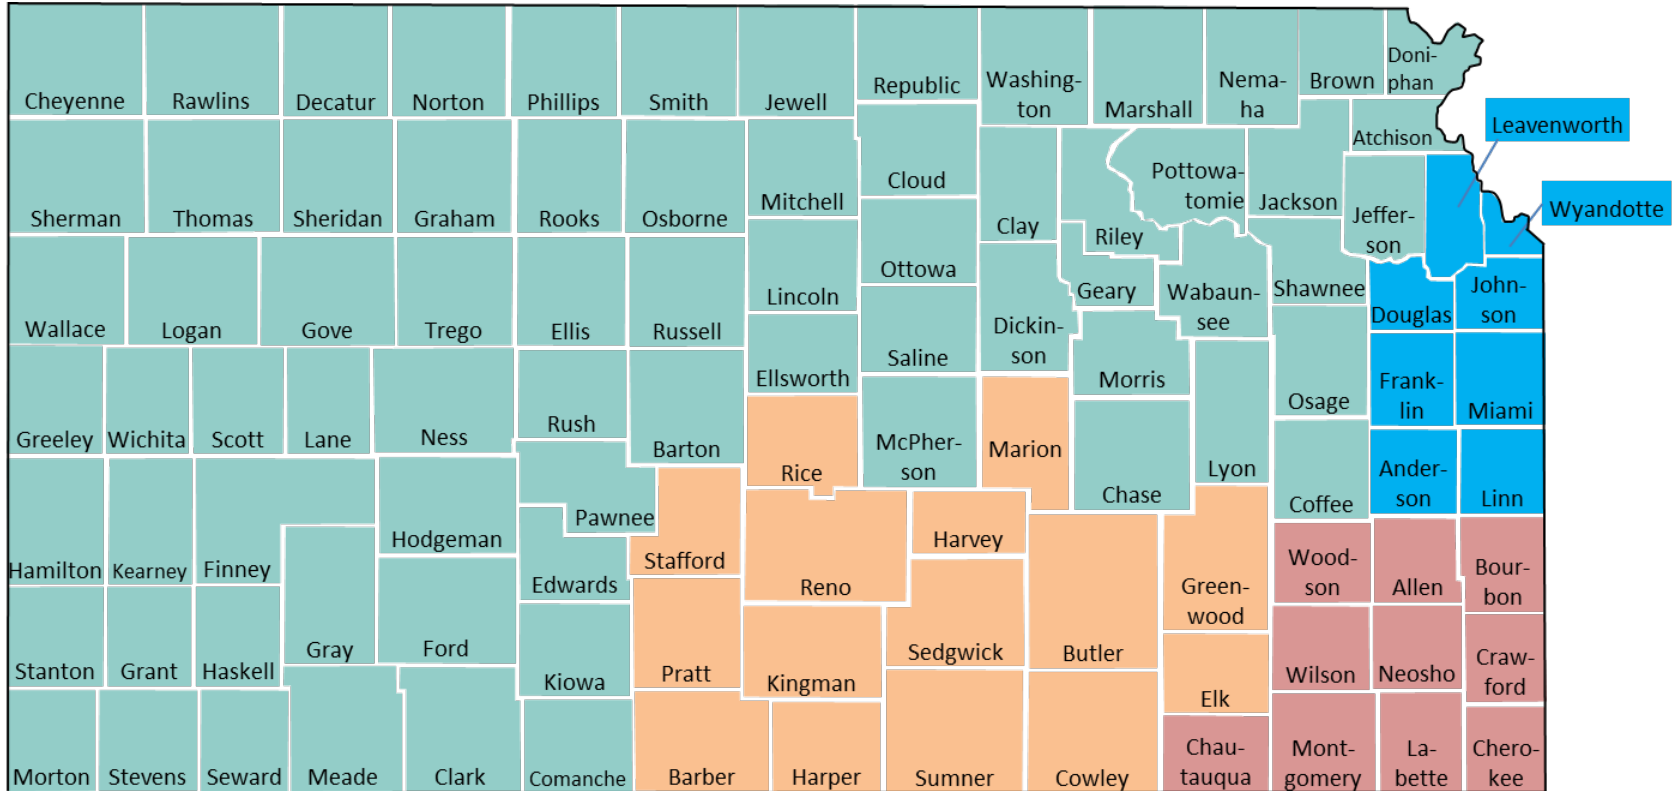 Cheyenne
Rawlins
Decatur
Norton
Phillips
Smith
Jewell
Republic
Washing-
ton
Marshall
Nema-
ha
Brown
Doni-
phan
Atchison
Leavenworth
Wyandotte
Sherman
Thomas
Sheridan
Graham
Rooks
Osborne
Mitchell
Cloud
Clay
Riley
Pottowa-
tomie
Jackson
Jeffer-
son
Wallace
Logan
Gove
Trego
Ellis
Russell
Lincoln
Ottowa
Saline
Dickin-
son
Geary
Wabaun-
see
Shawnee
Douglas
John-
son
Greeley
Wichita
Scott
Lane
Ness
Rush
Barton
Ellsworth
Rice
McPher-
son
Marion
Morris
Chase
Lyon
Osage
Coffee
Frank-
lin
Miami
Ander-
son
Linn
Hamilton
Kearney
Finney
Hodgeman
Pawnee
Edwards
Stafford
Reno
Harvey
Sedgwick
Butler
Green-
wood
Wood-
son
Allen
Bour-
bon
Stanton
Grant
Haskell
Gray
Ford
Kiowa
Pratt
Kingman
Elk
Wilson
Neosho
Craw-
ford
Morton
Stevens
Seward
Meade
Clark
Comanche
Barber
Harper
Sumner
Cowley
Chau-
tauqua
Mont-
gomery
La-
bette
Chero-
kee